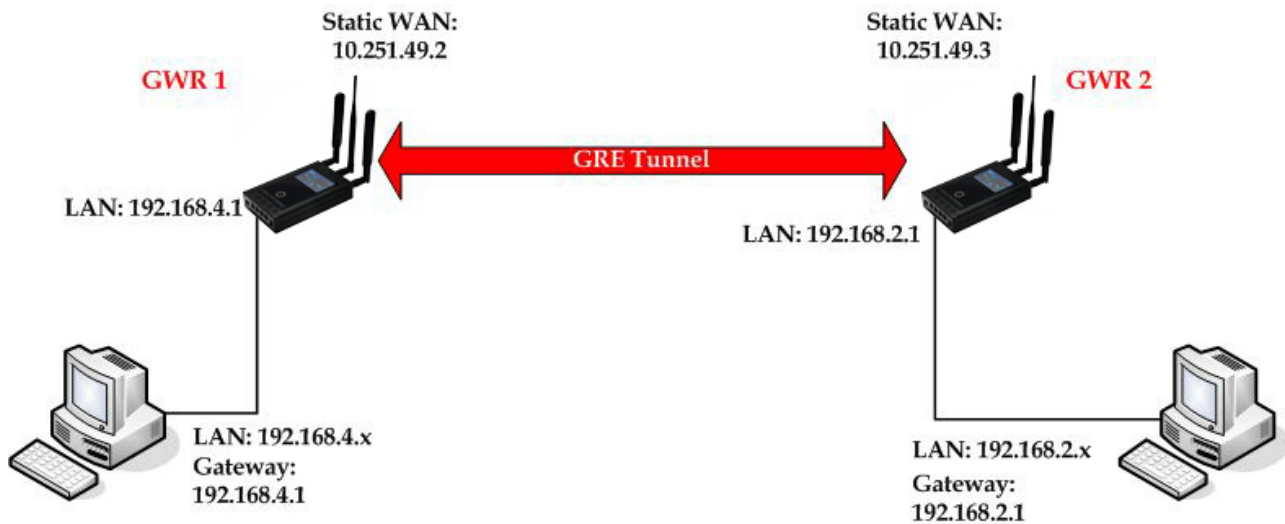 Static WAN:
10.251.49.2
GWR 1
Static WAN:
10.251.49.3
GWR 2
GRE Tunnel
LAN: 192.168.4.1
LAN: 192.168.2.1
LAN: 192.168.4.x
Gateway:
192.168.4.1
LAN: 192.168.2.x
Gateway:
192.168.2.1